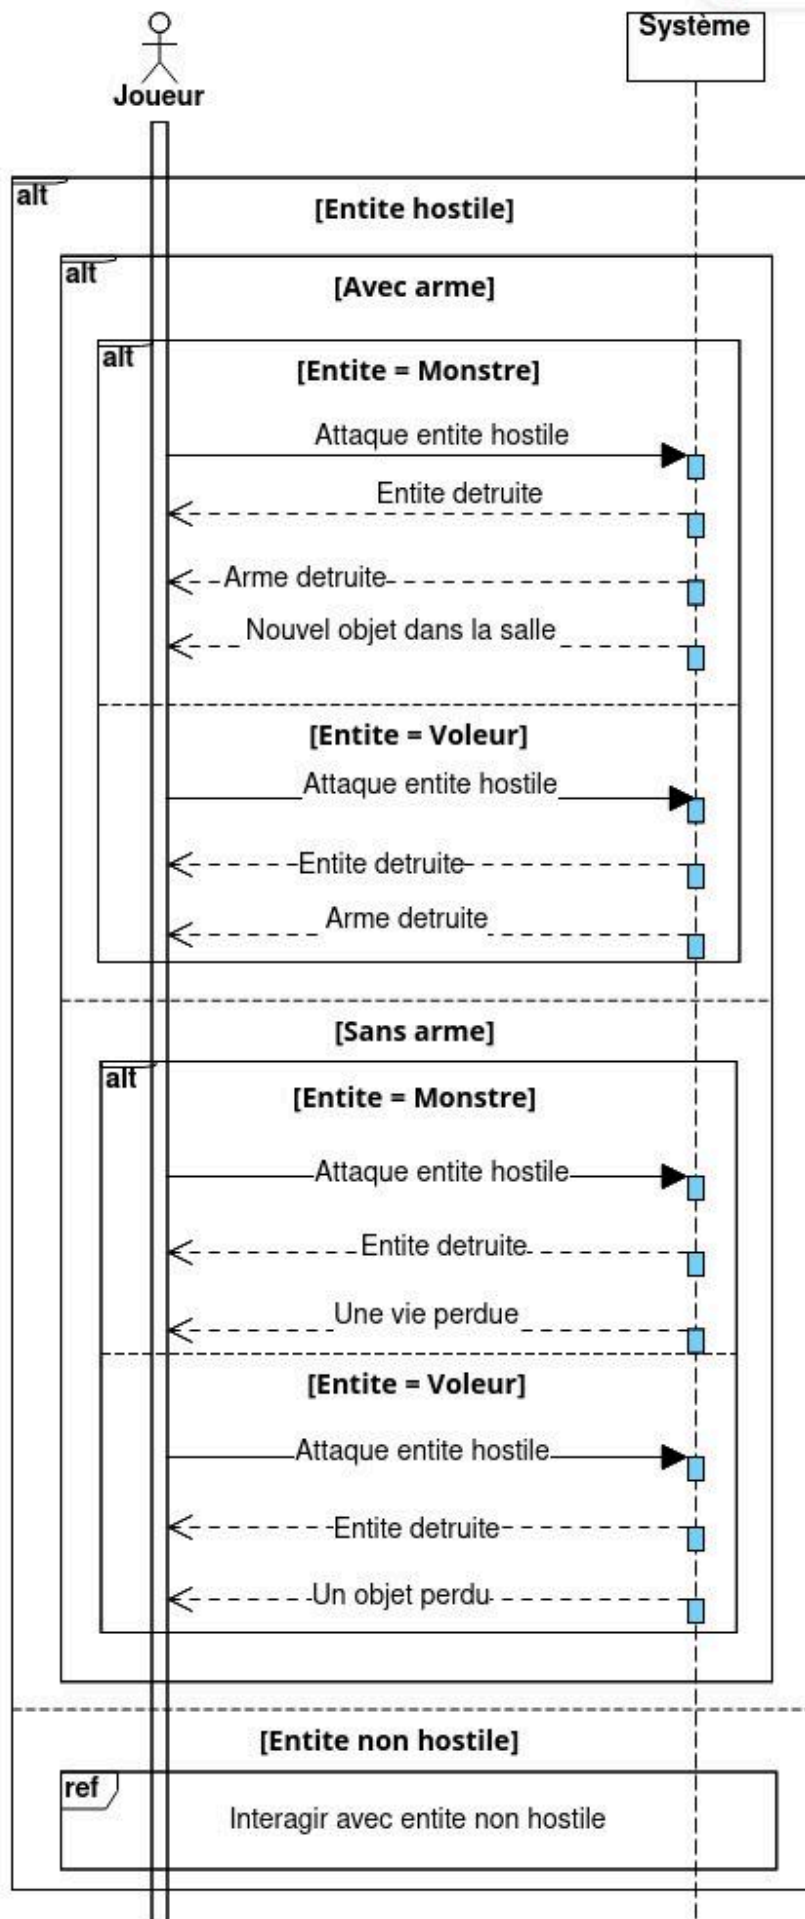 Système
Joueur
alt
[Entite hostile]
alt
[Avec arme]
alt
[Entite = Monstre]
Attaque entite hostile
Entite detruite
Arme detruite
Nouvel objet dans la salle
[Entite = Voleur]
Attaque entite hostile
Entite detruite
Arme detruite
[Sans arme]
alt
[Entite = Monstre]
Attaque entite hostile
Entite detruite
Une vie perdue
[Entite = Voleur]
Attaque entite hostile
Entite detruite
Un objet perdu
[Entite non hostile]
ref
Interagir avec entite non hostile